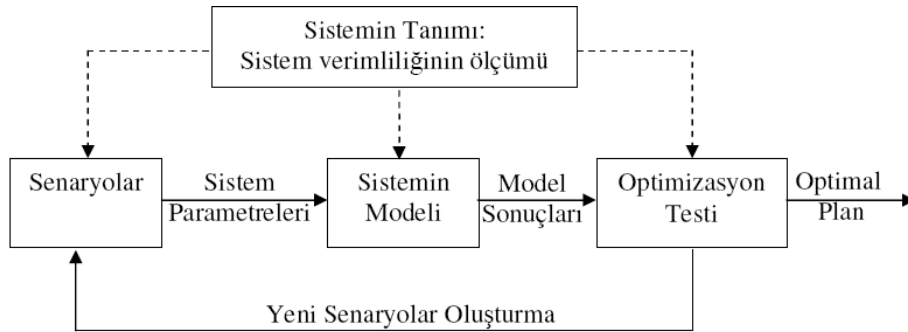 Sistemin Tanımı:
Sistem verimliliğinin ölçümü
Senaryolar
Sistem
Parametreleri
Sistemin
Modeli
Model
Sonuçları
Optimizasyon
Testi
Optimal
Plan
Yeni Senaryolar Oluşturma